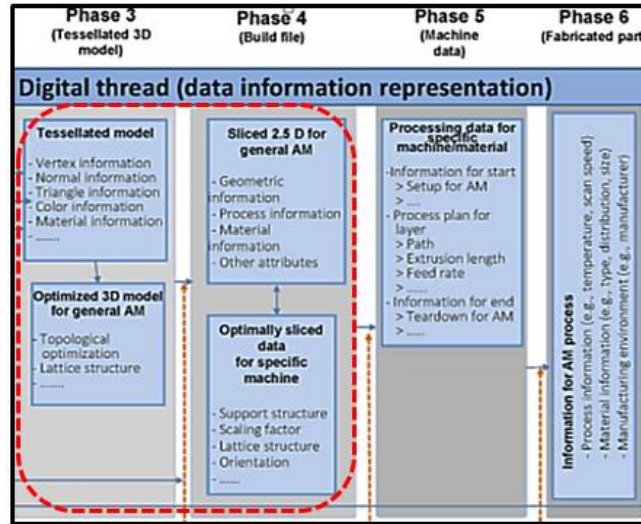 Phase 3
(Tessellated 3D
model)
Phase 4
(Build file)
Phase 5
(Machine
data)
Phase 6
(Fabricated part
Digital thread (data information representation)
Tessellated model
- Vertex information
- Normal information
- Triangle information
- Color information
- Material information
- ......
Optimized 3D model
for general AM
- Topological
optimization
- Lattice structure
- ......
Sliced 2.5 D for
general AM
- Geometric
information
- Process information
- Material
information
- Other attributes
Optimally sliced
data
for specific
machine
- Support structure
- Scaling factor
- Lattice structure
- Orientation
- ......
Processing data for
specific
machine/material
-Information for start
> Setup for AM
> ....
-Process plan for
layer
> Path
> Extrusion length
> Feed rate
> ......
-Information for end
> Teardown for AM
> ....
Information for AM process
- Process information (e.g., temperature, scan speed)
- Material information (e.g., type, distribution, size)
- Manufacturing environment (e.g., manufacturer)